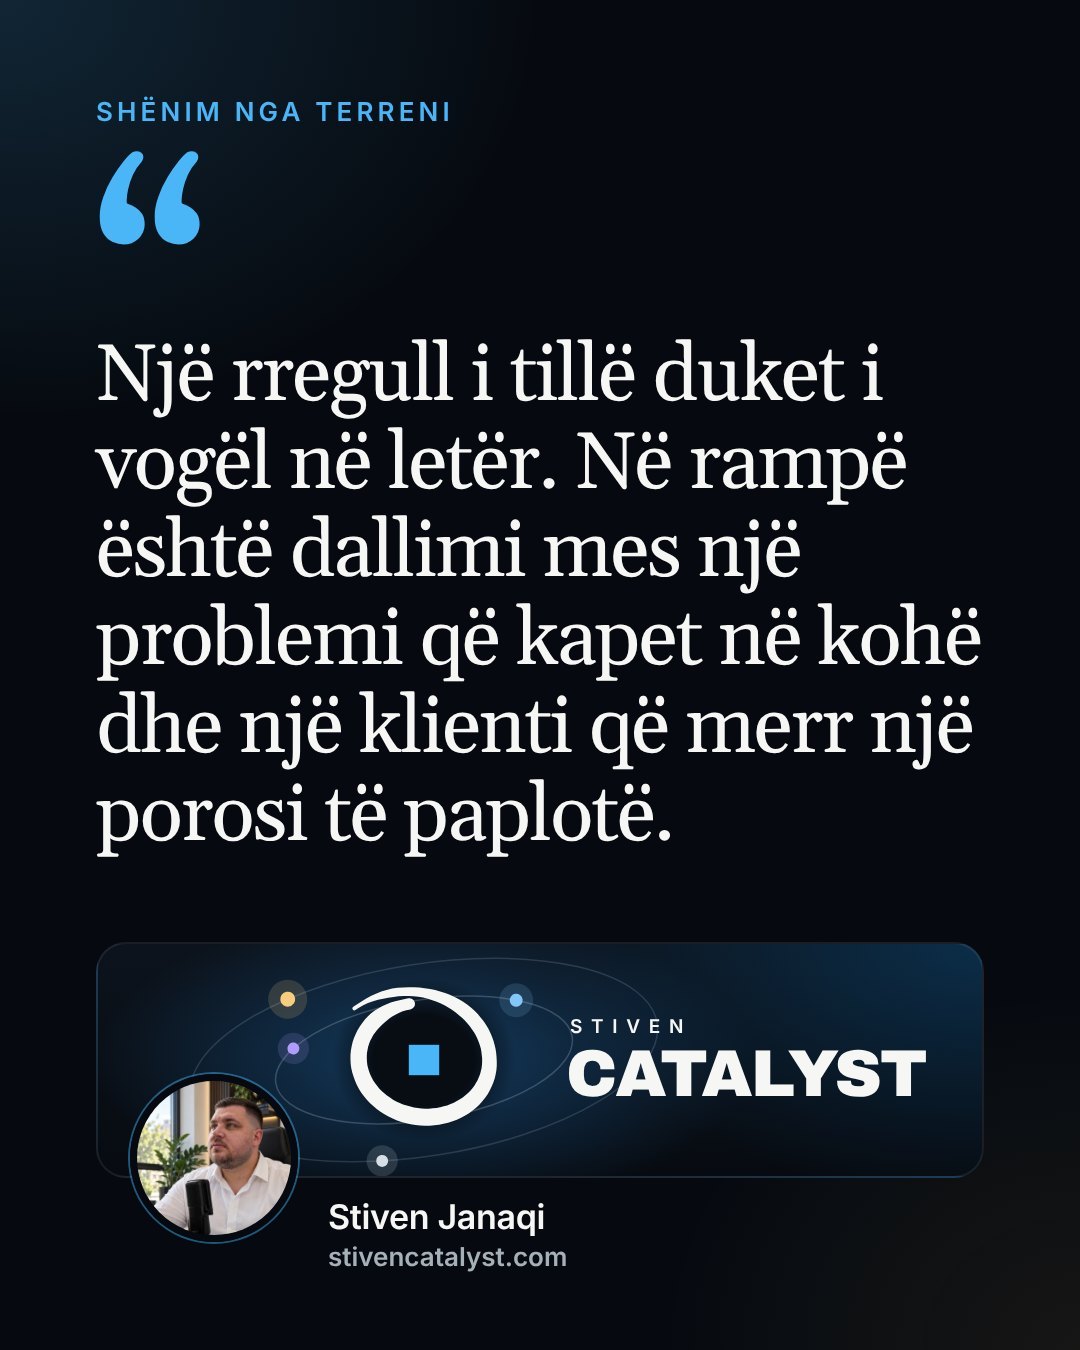 SHËNIM NGA TERRENI
“
Një rregull i tillë duket i
vogël në letër. Në rampë
është dallimi mes një
problemi që kapet në kohë
dhe një klienti që merr një
porosi të paplotë.
STIVEN
CATALYST
Stiven Janaqi
stivencatalyst.com